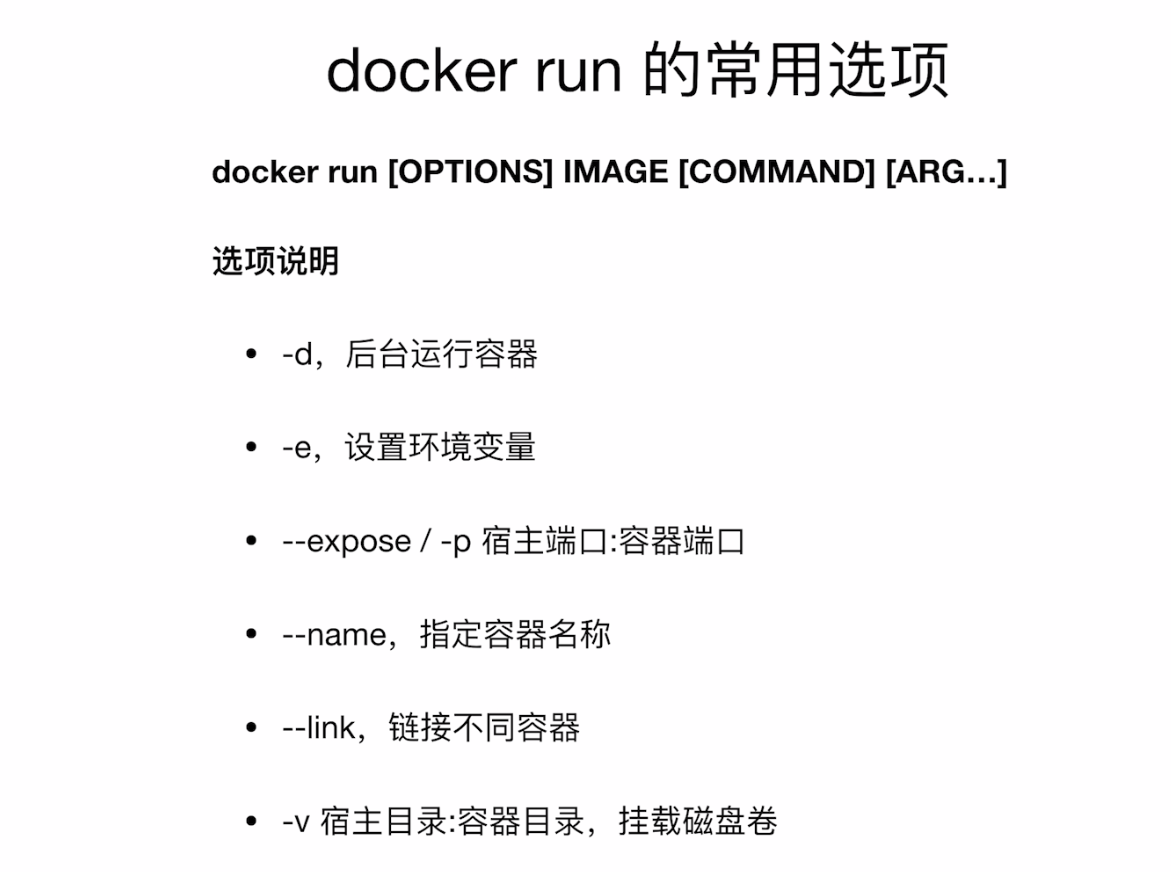 docker run 的常用选项
docker run [OPTIONS] IMAGE [COMMAND] [ARG…]
选项说明
• -d，后台运行容器
• -e，设置环境变量
• --expose / -p 宿主端口:容器端口
• --name，指定容器名称
• --link，链接不同容器
• -v 宿主目录:容器目录，挂载磁盘卷